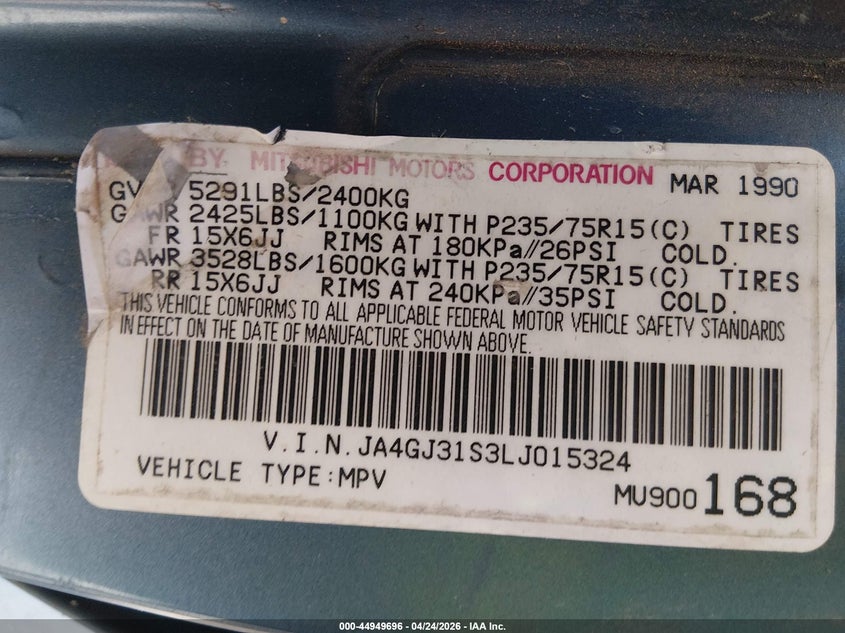 BY MITSUBISHI MOTORS CORPORATION MAR 1990
GV 5291LBS/2400KG
GAWR 2425LBS/1100KG WITH P235/75R15(C) TIRES
FR 15X6JJ RIMS AT 180KPa//26PSI COLD.
GAWR 3528LBS/1600KG WITH P235/75R15(C) TIRES
RR 15X6JJ RIMS AT 240KPa//35PSI COLD.
THIS VEHICLE CONFORMS TO ALL APPLICABLE FEDERAL MOTOR VEHICLE SAFETY STANDARDS
IN EFFECT ON THE DATE OF MANUFACTURE SHOWN ABOVE.
V.I.N.JA4GJ31S3LJ015324
VEHICLE TYPE:MPV
MU900168
000-44949696 - 04/24/2026 - IAA Inc.